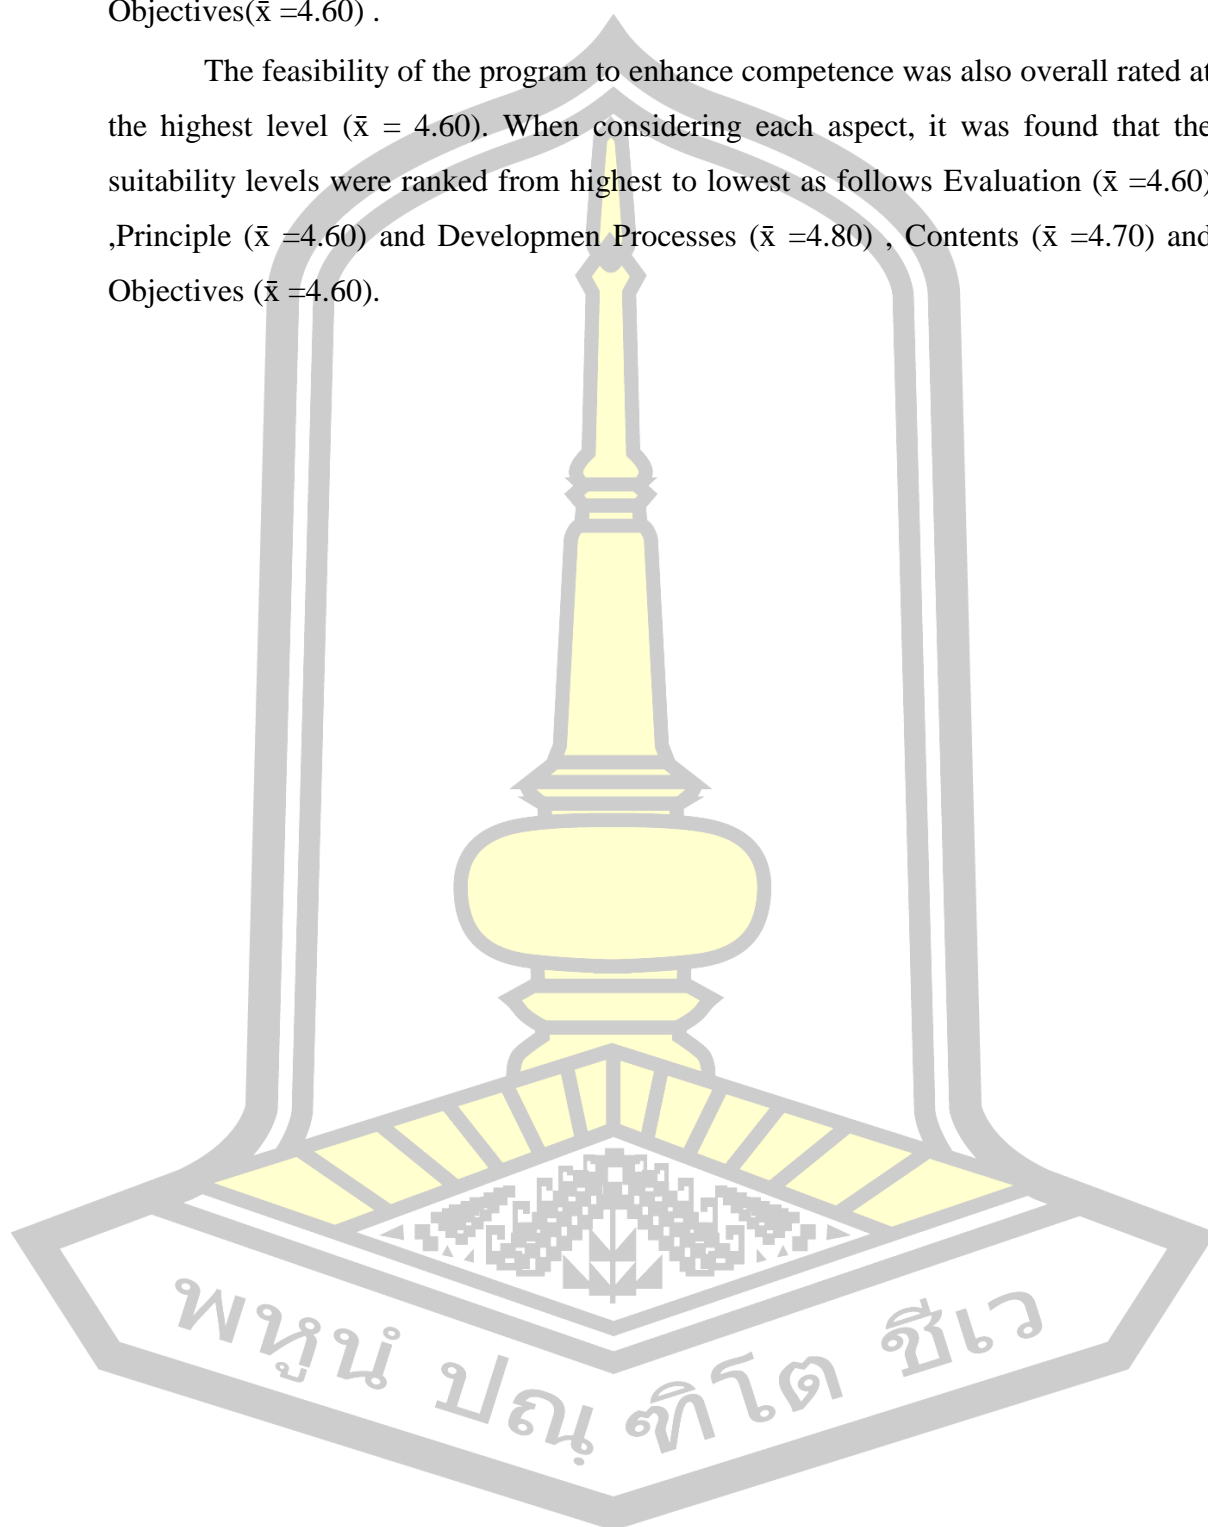 Objectives(x̄ =4.60) .
The feasibility of the program to enhance competence was also overall rated at
the highest level (x̄ = 4.60). When considering each aspect, it was found that the
suitability levels were ranked from highest to lowest as follows Evaluation (x̄ =4.60)
,Principle (x̄ =4.60) and Developmen Processes (x̄ =4.80) , Contents (x̄ =4.70) and
Objectives (x̄ =4.60).
พหูนํ ปณฺฑิโต ชีเว